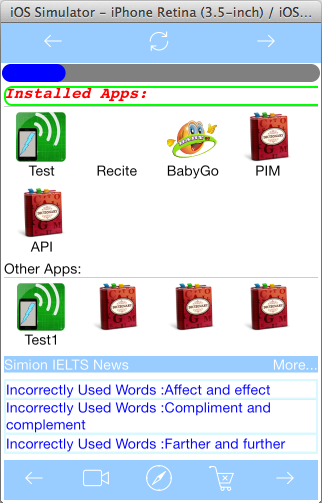 iOS Simulator - iPhone Retina (3.5-inch) / iOS...
Installed Apps:
Test
Recite
BabyGo
PIM
API
Other Apps:
Test1
Simion IELTS News
More...
Incorrectly Used Words :Affect and effect
Incorrectly Used Words :Compliment and
complement
Incorrectly Used Words :Farther and further